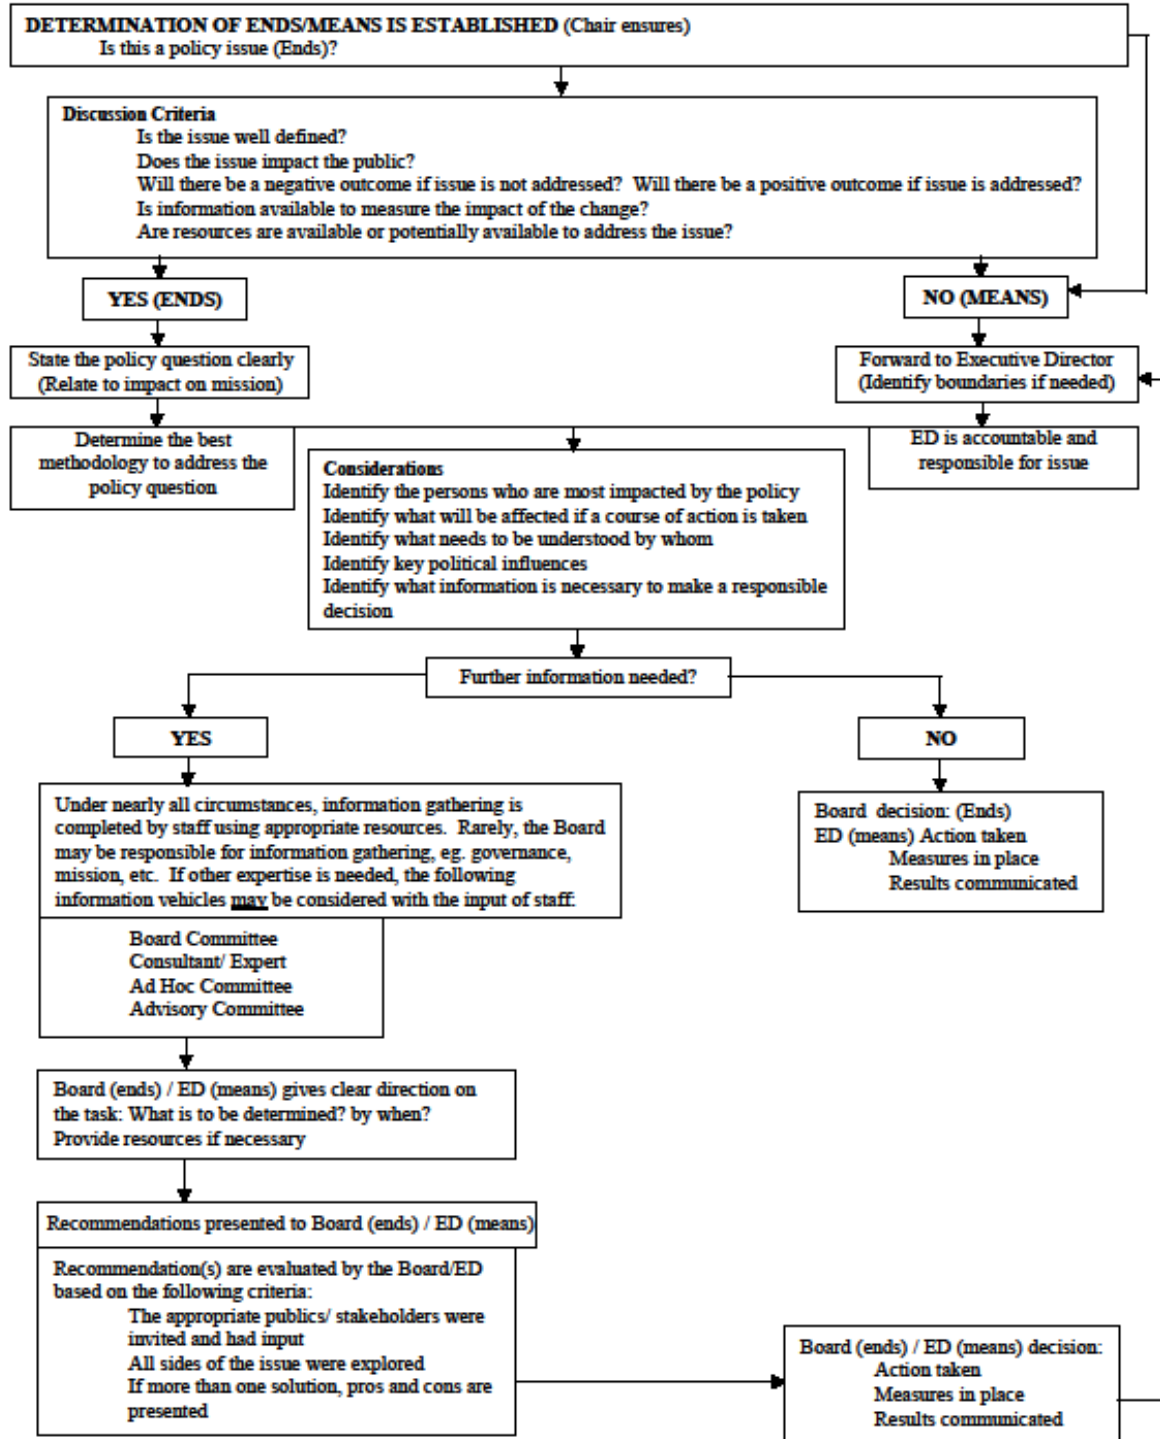 DETERMINATION OF ENDS/MEANS IS ESTABLISHED (Chair ensures)
Is this a policy issue (Ends)?
Discussion Criteria
Is the issue well defined?
Does the issue impact the public?
Will there be a negative outcome if issue is not addressed?  Will there be a positive outcome if issue is addressed?
Is information available to measure the impact of the change?
Are resources are available or potentially available to address the issue?
YES (ENDS)
NO (MEANS)
State the policy question clearly
(Relate to impact on mission)
Forward to Executive Director
(Identify boundaries if needed)
Determine the best
methodology to address the
policy question
ED is accountable and
responsible for issue
Considerations
Identify the persons who are most impacted by the policy
Identify what will be affected if a course of action is taken
Identify what needs to be understood by whom
Identify key political influences
Identify what information is necessary to make a responsible
decision
Further information needed?
YES
NO
Under nearly all circumstances, information gathering is
completed by staff using appropriate resources.  Rarely, the Board
may be responsible for information gathering, eg. governance,
mission, etc.  If other expertise is needed, the following
information vehicles may be considered with the input of staff:
Board Committee
Consultant/ Expert
Ad Hoc Committee
Advisory Committee
Board  decision: (Ends)
ED (means) Action taken
Measures in place
Results communicated
Board (ends) / ED (means) gives clear direction on
the task: What is to be determined? by when?
Provide resources if necessary
Recommendations presented to Board (ends) / ED (means)
Recommendation(s) are evaluated by the Board/ED
based on the following criteria:
The appropriate publics/ stakeholders were
invited and had input
All sides of the issue were explored
If more than one solution, pros and cons are
presented
Board (ends) / ED (means) decision:
Action taken
Measures in place
Results communicated